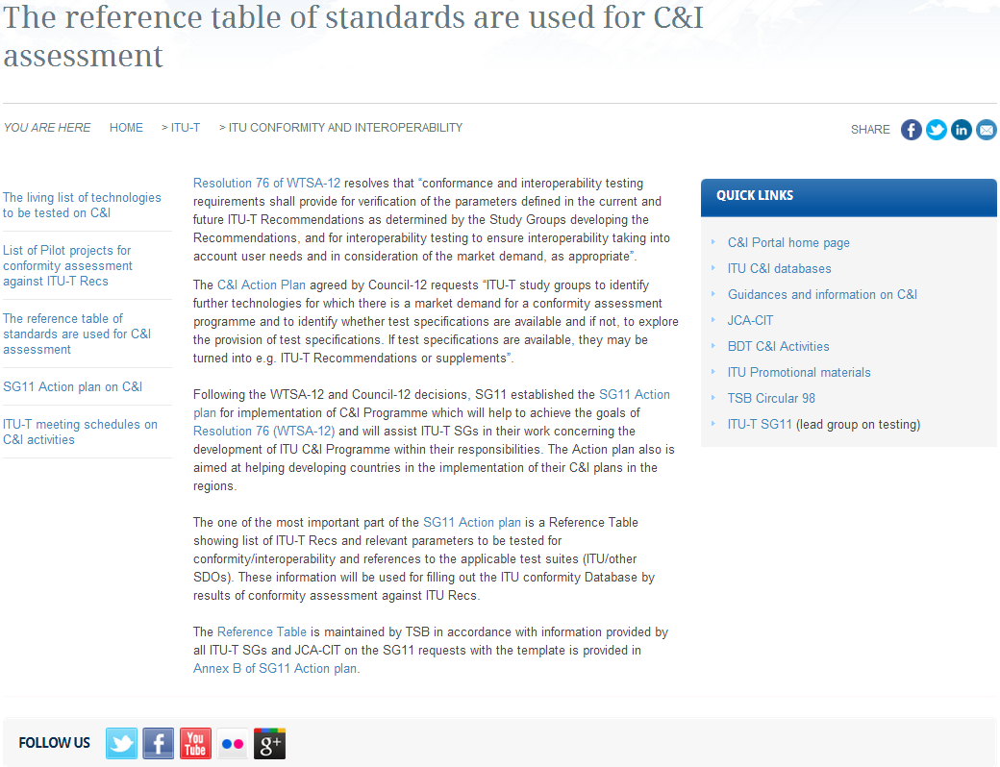 The reference table of standards are used for C&I
assessment
YOU ARE HERE HOME > ITU-T > ITU CONFORMITY AND INTEROPERABILITY
SHARE
The living list of technologies
to be tested on C&I
List of Pilot projects for
conformity assessment
against ITU-T Recs
The reference table of
standards are used for C&I
assessment
SG11 Action plan on C&I
ITU-T meeting schedules on
C&I activities
Resolution 76 of WTSA-12 resolves that “conformance and interoperability testing
requirements shall provide for verification of the parameters defined in the current and
future ITU-T Recommendations as determined by the Study Groups developing the
Recommendations, and for interoperability testing to ensure interoperability taking into
account user needs and in consideration of the market demand, as appropriate”.
The C&I Action Plan agreed by Council-12 requests “ITU-T study groups to identify
further technologies for which there is a market demand for a conformity assessment
programme and to identify whether test specifications are available and if not, to explore
the provision of test specifications. If test specifications are available, they may be
turned into e.g. ITU-T Recommendations or supplements”.
Following the WTSA-12 and Council-12 decisions, SG11 established the SG11 Action
plan for implementation of C&I Programme which will help to achieve the goals of
Resolution 76 (WTSA-12) and will assist ITU-T SGs in their work concerning the
development of ITU C&I Programme within their responsibilities. The Action plan also is
aimed at helping developing countries in the implementation of their C&I plans in the
regions.
The one of the most important part of the SG11 Action plan is a Reference Table
showing list of ITU-T Recs and relevant parameters to be tested for
conformity/interoperability and references to the applicable test suites (ITU/other
SDOs). These information will be used for filling out the ITU conformity Database by
results of conformity assessment against ITU Recs.
The Reference Table is maintained by TSB in accordance with information provided by
all ITU-T SGs and JCA-CIT on the SG11 requests with the template is provided in
Annex B of SG11 Action plan.
QUICK LINKS
C&I Portal home page
ITU C&I databases
Guidances and information on C&I
JCA-CIT
BDT C&I Activities
ITU Promotional materials
TSB Circular 98
ITU-T SG11 (lead group on testing)
FOLLOW US
You
Tube
g+